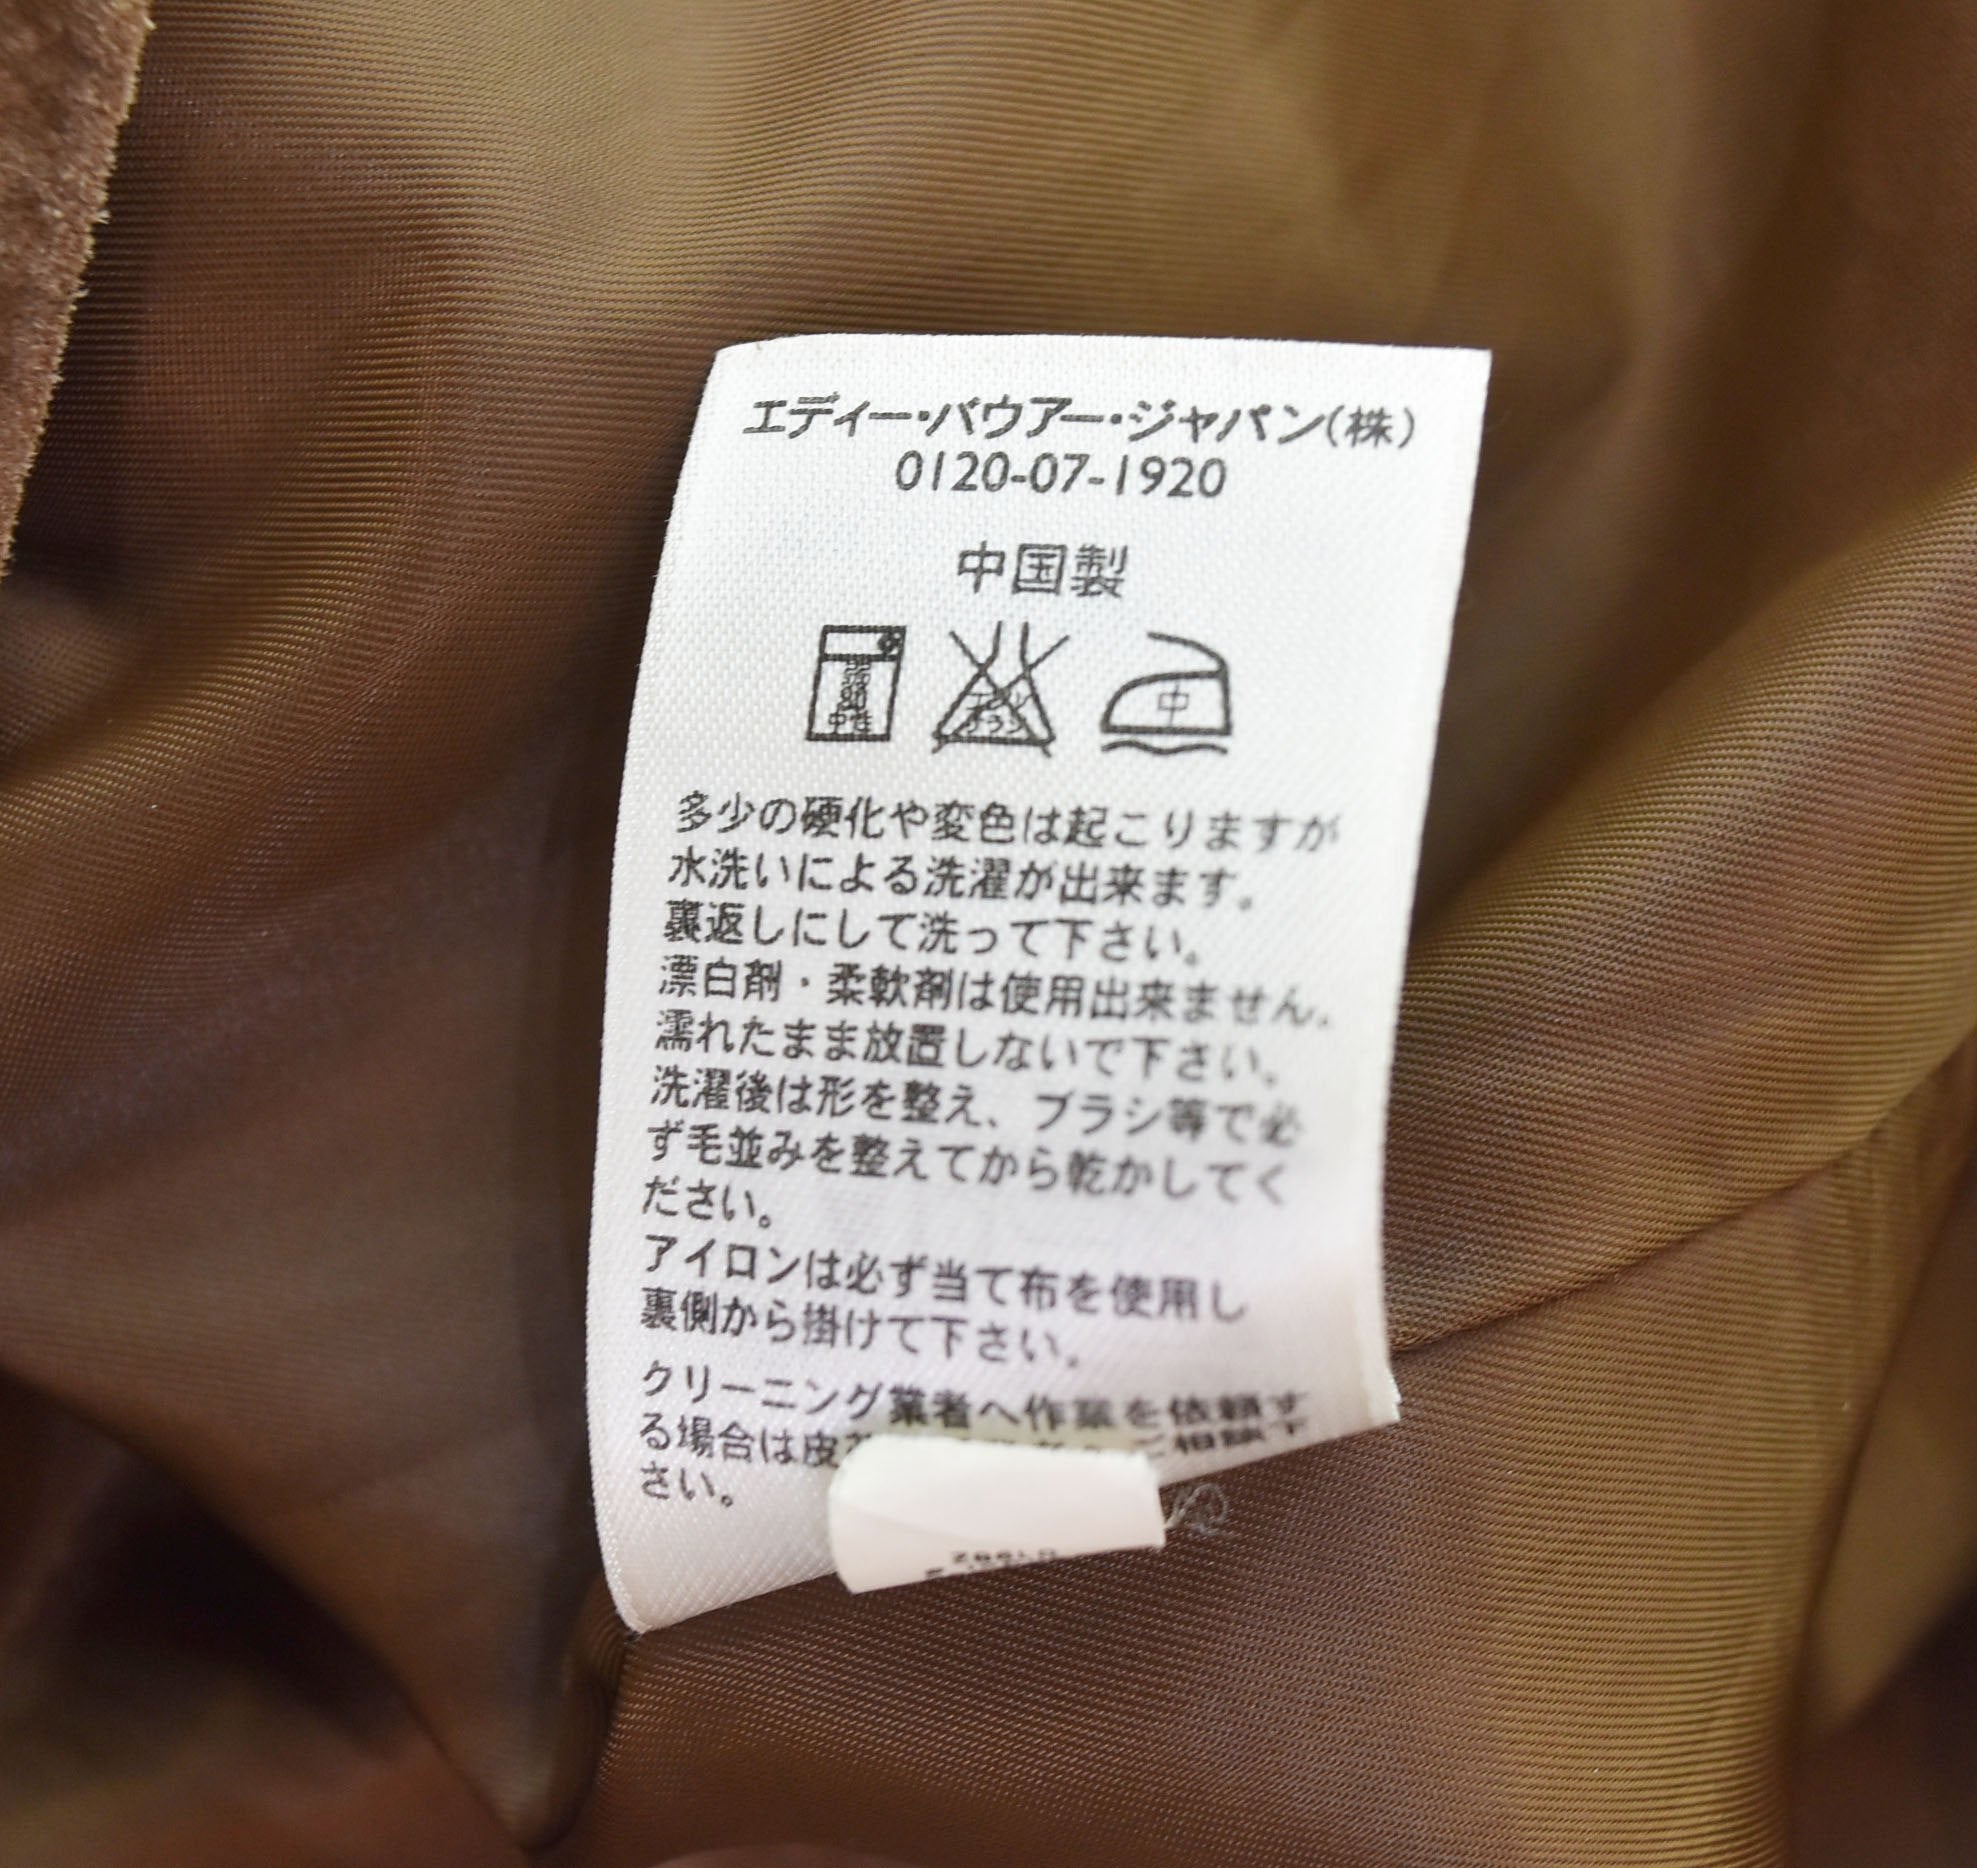 エディー・バウアー・ジャパン(株)
0120-07-1920
中国製
中性
中
多少の硬化や変色は起こりますが
水洗いによる洗濯が出来ます。
裏返しにして洗って下さい。
漂白剤・柔軟剤は使用出来ません。
濡れたまま放置しないで下さい。
洗濯後は形を整え、ブラシ等で必
ず毛並みを整えてから乾かしてく
ださい。
アイロンは必ず当て布を使用し
裏側から掛けて下さい。
クリーニング業者へ作業を依頼す
る場合は皮 ご相談下
さい。